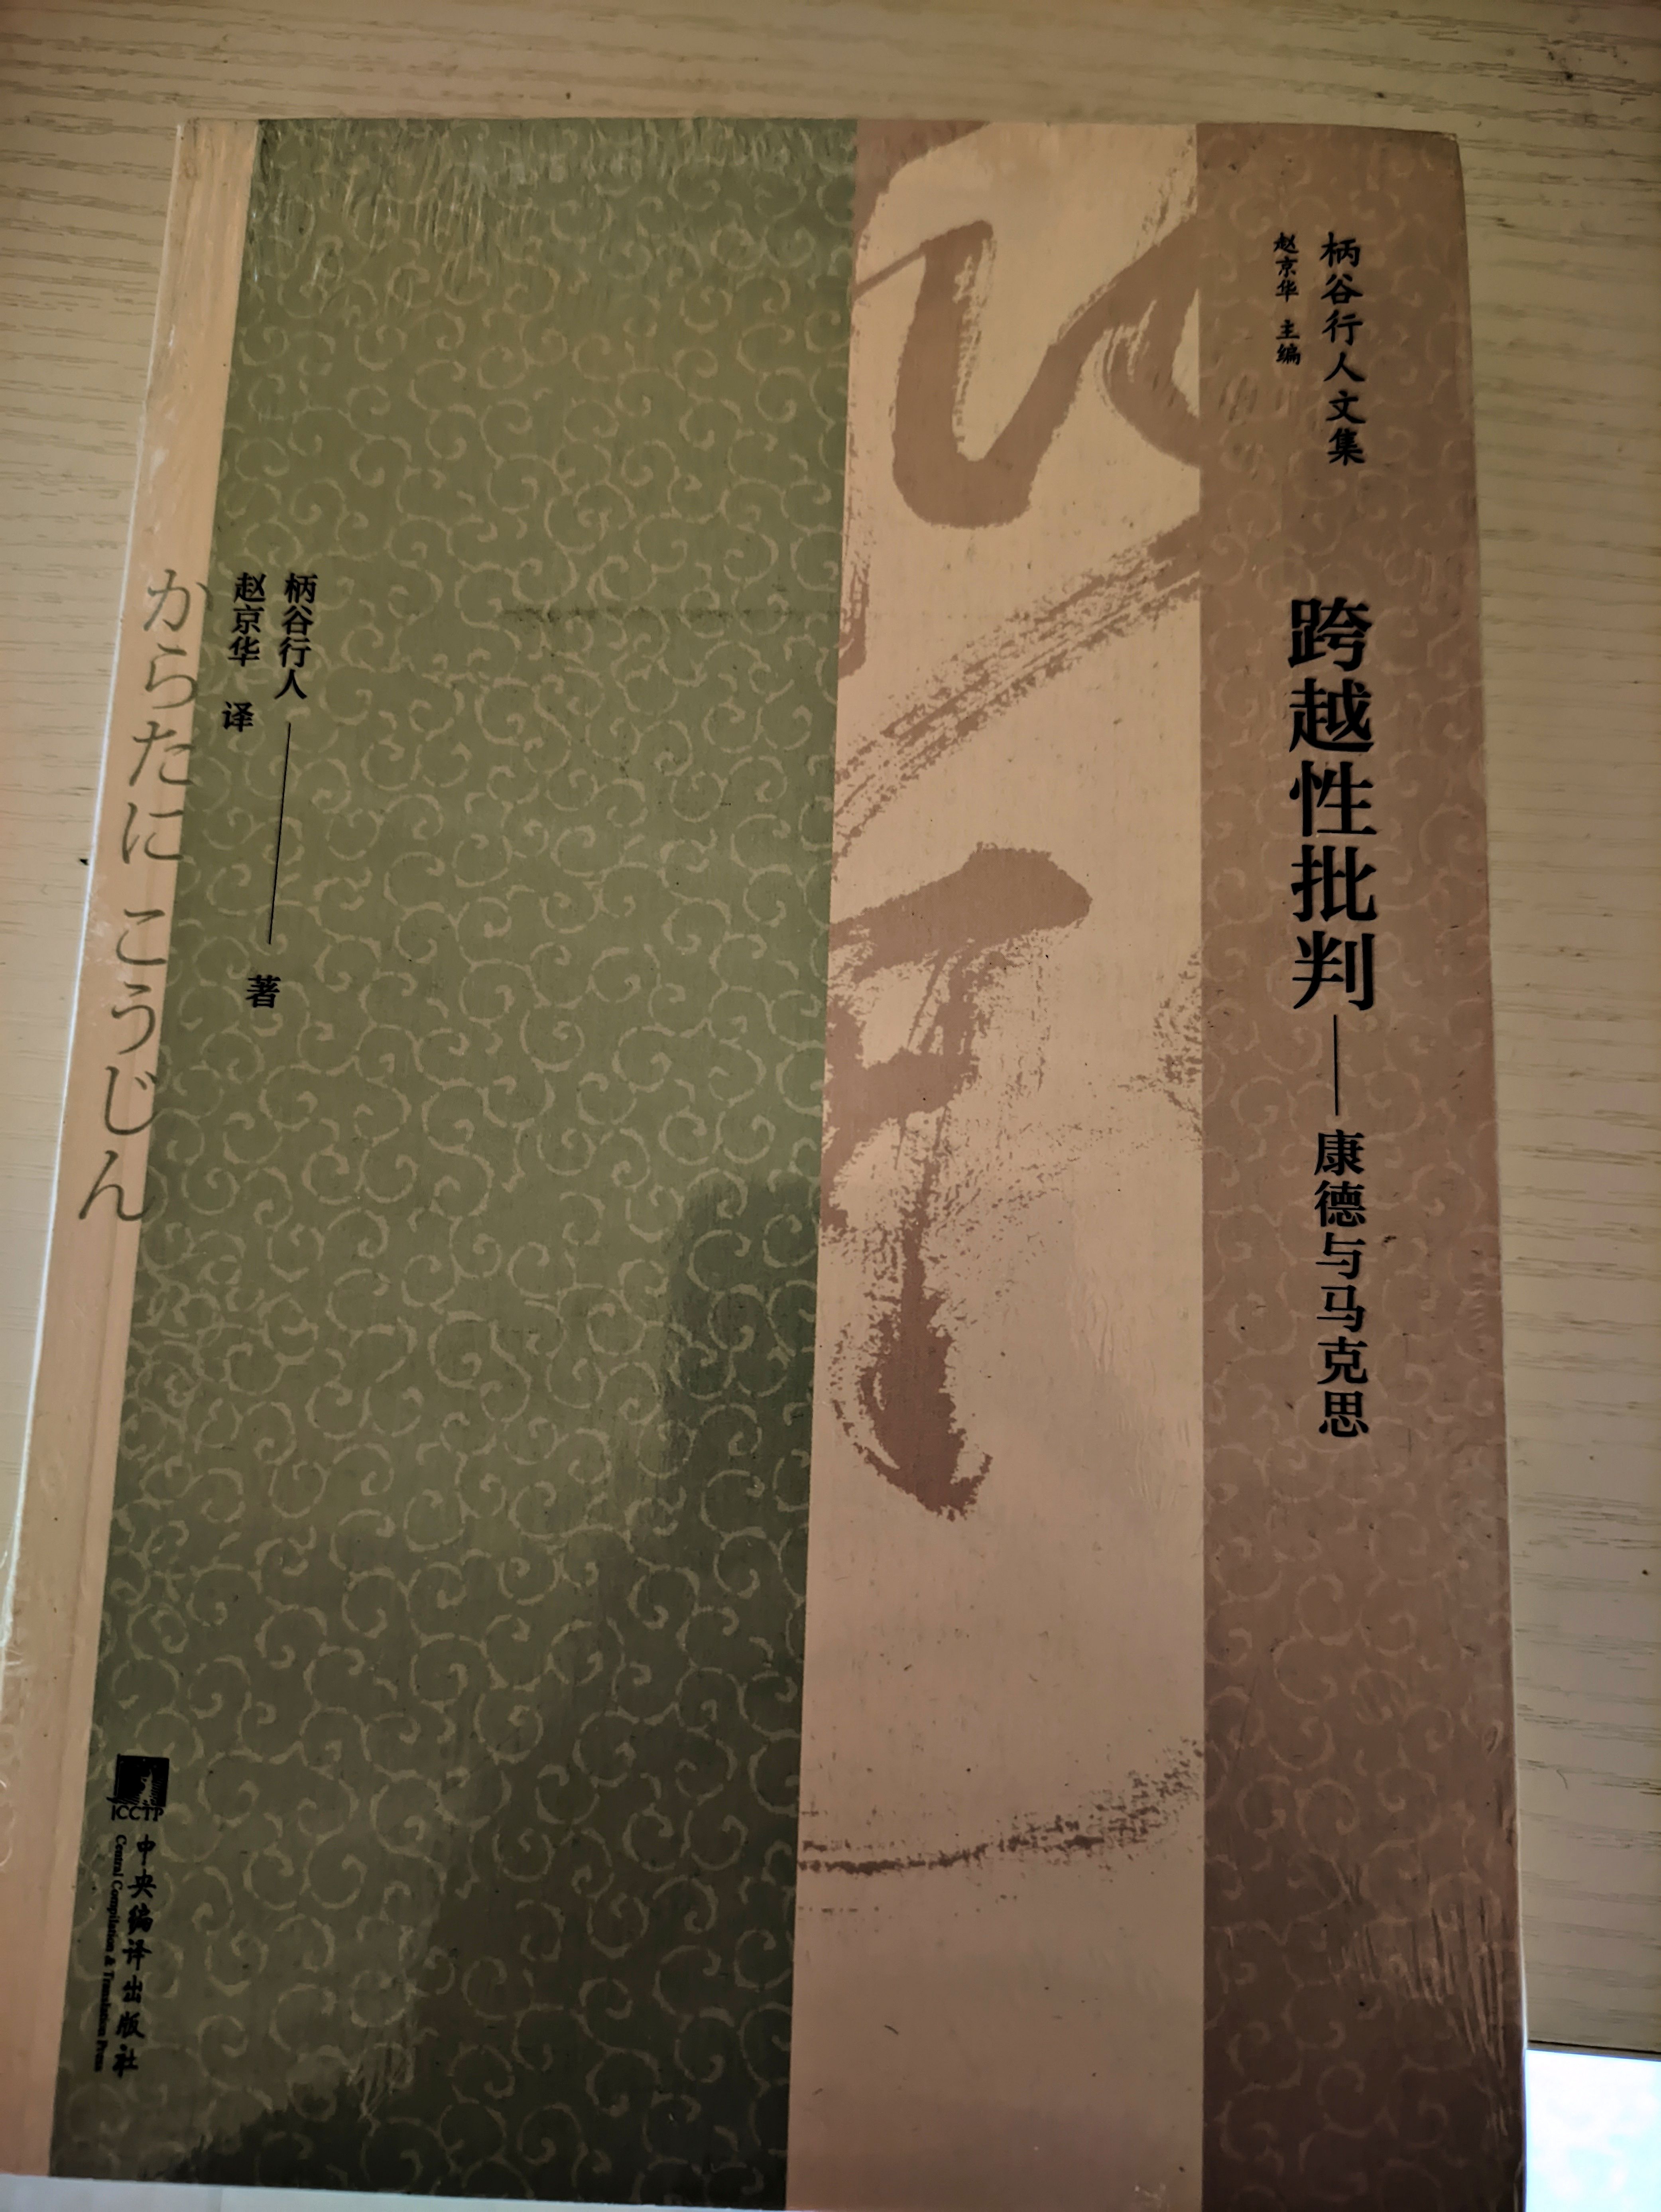 柄谷行人文集
赵京华 主编
跨越性批判——康德与马克思
柄谷行人——著
赵京华 译
からたに こうじん
ICCTP
中央编译出版社
Central Compilation & Translation Press